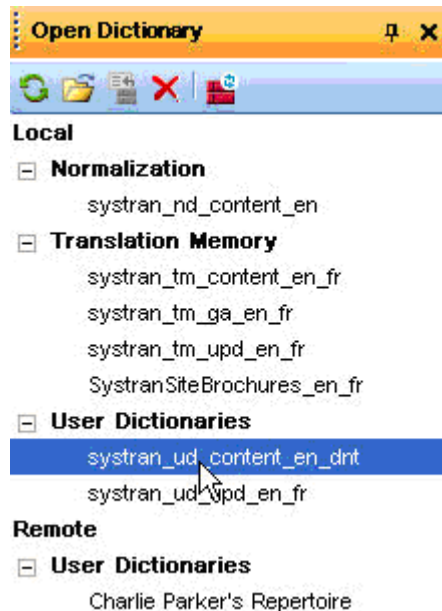 Open Dictionary
Local
Normalization
systran_nd_content_en
Translation Memory
systran_tm_content_en_fr
systran_tm_ga_en_fr
systran_tm_upd_en_fr
SystranSiteBrochures_en_fr
User Dictionaries
systran_ud_content_en_dnt
systran_ud_upd_en_fr
Remote
User Dictionaries
Charlie Parker's Repertoire